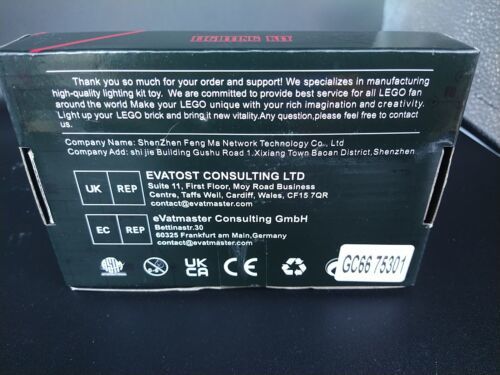 LIGHTING KIT
Thank you so much for your order and support! We specializes in manufacturing
high-quality lighting kit toy. We are committed to provide best service for all LEGO fan
around the world Make your LEGO unique with your rich imagination and creativity.
Light up your LEGO brick and bring it new vitality.Any question,please feel free to contact
us.
Company Name: ShenZhen Feng Ma Network Technology Co., Ltd
Company Add: shi jie Building Gushu Road 1.Xixiang Town Baoan District,Shenzhen
UK REP
EVATOST CONSULTING LTD
Suite 11, First Floor, Moy Road Business
Centre, Taffs Well, Cardiff, Wales, CF15 7QR
contact@evatmaster.com
EC REP
eVatmaster Consulting GmbH
Bettinastr.30
60325 Frankfurt am Main,Germany
contact@evatmaster.com
UK
CA
CE
GC66 75301